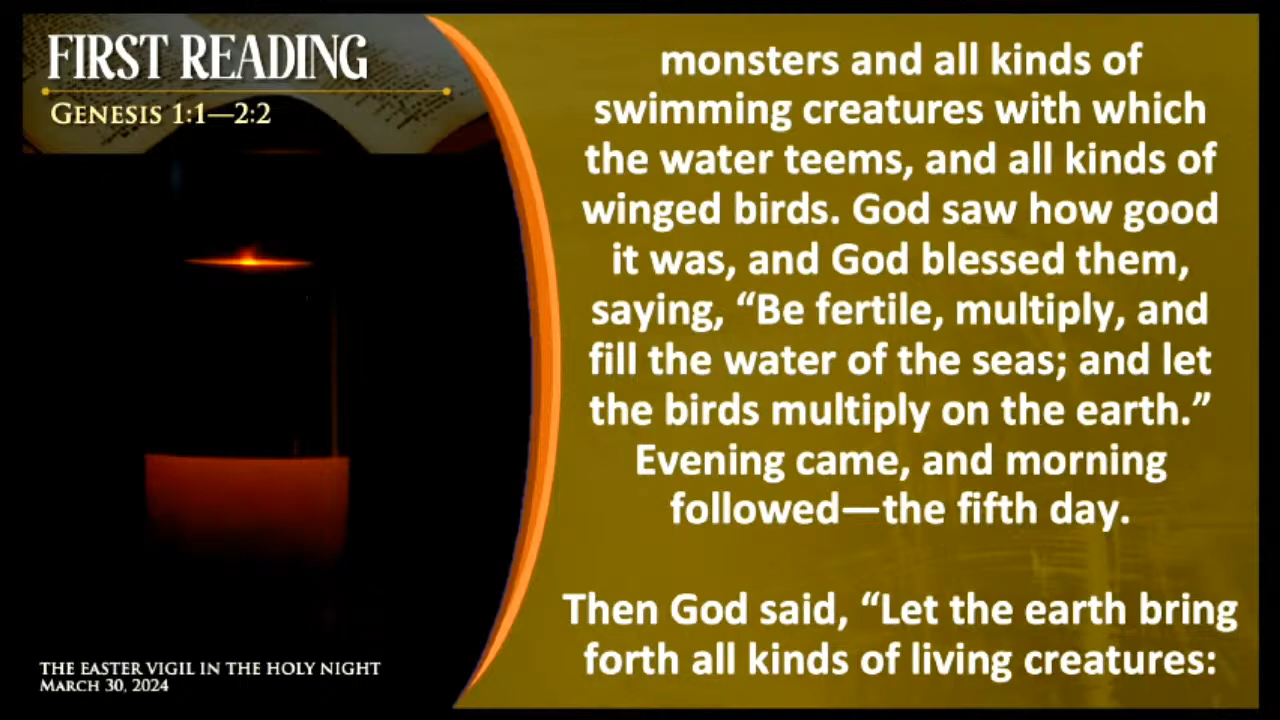 FIRST READING
GENESIS 1:1—2:2
monsters and all kinds of
swimming creatures with which
the water teems, and all kinds of
winged birds. God saw how good
it was, and God blessed them,
saying, “Be fertile, multiply, and
fill the water of the seas; and let
the birds multiply on the earth.”
Evening came, and morning
followed—the fifth day.
Then God said, “Let the earth bring
forth all kinds of living creatures:
THE EASTER VIGIL IN THE HOLY NIGHT
MARCH 30, 2024